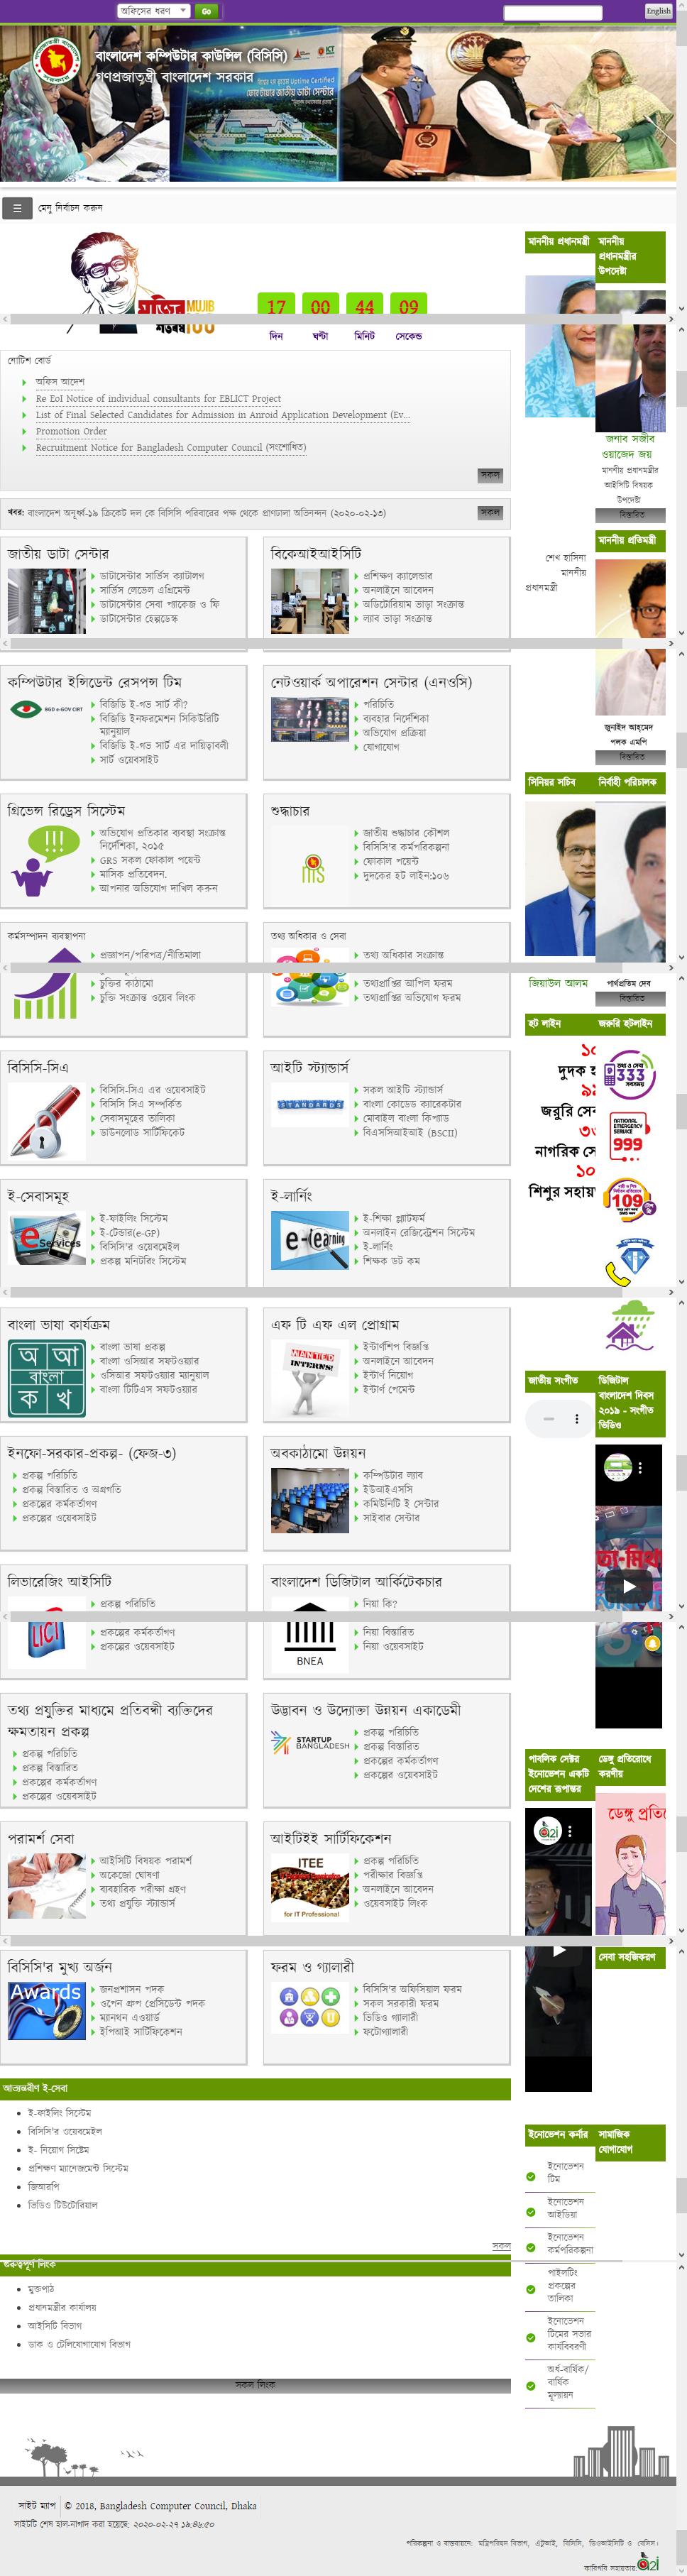 অফিসের ধরণ
Go
English
বাংলাদেশ কম্পিউটার কাউন্সিল (বিসিসি)
গণপ্রজাতন্ত্রী বাংলাদেশ সরকার
মেনু নির্বাচন করুন
MUJIB
17 00 44 09
দিন ঘণ্টা মিনিট সেকেন্ড
নোটিশ বোর্ড
অফিস আদেশ
Re EoI Notice of individual consultants for EBLICT Project
List of Final Selected Candidates for Admission in Anroid Application Development (Ev...
Promotion Order
Recruitment Notice for Bangladesh Computer Council (সংশোধিত)
সকল
খবর: বাংলাদেশ অনূর্ধ্ব-১৯ ক্রিকেট দল কে বিসিসি পরিবারের পক্ষ থেকে প্রাণঢালা অভিনন্দন (২০২০-০২-১৩)
সকল
জাতীয় ডাটা সেন্টার
ডাটাসেন্টার সার্ভিস ক্যাটালগ
সার্ভিস লেভেল এগ্রিমেন্ট
ডাটাসেন্টার সেবা প্যাকেজ ও ফি
ডাটাসেন্টার হেল্পডেস্ক
বিকেআইআইসিটি
প্রশিক্ষণ ক্যালেন্ডার
অনলাইনে আবেদন
অডিটোরিয়াম ভাড়া সংক্রান্ত
ল্যাব ভাড়া সংক্রান্ত
কম্পিউটার ইন্সিডেন্ট রেসপন্স টিম
BGD e-GOV CIRT
বিজিডি ই-গভ সার্ট কী?
বিজিডি ইনফরমেশন সিকিউরিটি
ম্যানুয়াল
বিজিডি ই-গভ সার্ট এর দায়িত্বাবলী
সার্ট ওয়েবসাইট
নেটওয়ার্ক অপারেশন সেন্টার (এনওসি)
পরিচিতি
ব্যবহার নির্দেশিকা
অভিযোগ প্রক্রিয়া
যোগাযোগ
গ্রিভেন্স রিড্রেস সিস্টেম
অভিযোগ প্রতিকার ব্যবস্থা সংক্রান্ত
নির্দেশিকা, ২০১৫
GRS সকল ফোকাল পয়েন্ট
মাসিক প্রতিবেদন.
আপনার অভিযোগ দাখিল করুন
শুদ্ধাচার
জাতীয় শুদ্ধাচার কৌশল
বিসিসি'র কর্মপরিকল্পনা
ফোকাল পয়েন্ট
দুদকের হট লাইন:১০৬
কর্মসম্পাদন ব্যবস্থাপনা
প্রজ্ঞাপন/পরিপত্র/নীতিমালা
চুক্তির কাঠামো
চুক্তি সংক্রান্ত ওয়েব লিংক
তথ্য অধিকার ও সেবা
তথ্য অধিকার সংক্রান্ত
তথ্যপ্রাপ্তির আপিল ফরম
তথ্যপ্রাপ্তির অভিযোগ ফরম
বিসিসি-সিএ
বিসিসি-সিএ এর ওয়েবসাইট
বিসিসি সিএ সম্পর্কিত
সেবাসমূহের তালিকা
ডাউনলোড সার্টিফিকেট
আইটি স্ট্যান্ডার্স
STANDARDS
সকল আইটি স্ট্যান্ডার্স
বাংলা কোডেড ক্যারেকটার
মোবাইল বাংলা কিপ্যাড
বিএসসিআইআই (BSCII)
ই-সেবাসমূহ
e Services
ই-ফাইলিং সিস্টেম
ই-টেন্ডার(e-GP)
বিসিসি'র ওয়েবমেইল
প্রকল্প মনিটরিং সিস্টেম
ই-লার্নিং
e-learning
ই-শিক্ষা প্ল্যাটফর্ম
অনলাইন রেজিস্ট্রেশন সিস্টেম
ই-লার্নিং
শিক্ষক ডট কম
বাংলা ভাষা কার্যক্রম
অ আ
বাংলা
ক খ
বাংলা ভাষা প্রকল্প
বাংলা ওসিআর সফটওয়্যার
ওসিআর সফটওয়্যার ম্যানুয়াল
বাংলা টিটিএস সফটওয়্যার
এফ টি এফ এল প্রোগ্রাম
WANTED
INTERNS!
ইন্টার্ণশিপ বিজ্ঞপ্তি
অনলাইনে আবেদন
ইন্টার্ণ নিয়োগ
ইন্টার্ণ পেমেন্ট
ইনফো-সরকার-প্রকল্প- (ফেজ-৩)
প্রকল্প পরিচিতি
প্রকল্প বিস্তারিত ও অগ্রগতি
প্রকল্পের কর্মকর্তাগণ
প্রকল্পের ওয়েবসাইট
অবকাঠামো উন্নয়ন
কম্পিউটার ল্যাব
ইউআইএসসি
কমিউনিটি ই সেন্টার
সাইবার সেন্টার
লিভারেজিং আইসিটি
LICT
প্রকল্প পরিচিতি
প্রকল্পের কর্মকর্তাগণ
প্রকল্পের ওয়েবসাইট
বাংলাদেশ ডিজিটাল আর্কিটেকচার
BNEA
নিয়া কি?
নিয়া বিস্তারিত
নিয়া ওয়েবসাইট
তথ্য প্রযুক্তির মাধ্যমে প্রতিবন্ধী ব্যক্তিদের
ক্ষমতায়ন প্রকল্প
প্রকল্প পরিচিতি
প্রকল্প বিস্তারিত
প্রকল্পের কর্মকর্তাগণ
প্রকল্পের ওয়েবসাইট
উদ্ভাবন ও উদ্যোক্তা উন্নয়ন একাডেমী
STARTUP
BANGLADESH
প্রকল্প পরিচিতি
প্রকল্প বিস্তারিত
প্রকল্পের কর্মকর্তাগণ
প্রকল্পের ওয়েবসাইট
পরামর্শ সেবা
আইসিটি বিষয়ক পরামর্শ
অকেজো ঘোষণা
ব্যবহারিক পরীক্ষা গ্রহণ
তথ্য প্রযুক্তি স্ট্যান্ডার্স
আইটিইই সার্টিফিকেশন
ITEE
for IT Professional
প্রকল্প পরিচিতি
পরীক্ষার বিজ্ঞপ্তি
অনলাইনে আবেদন
ওয়েবসাইট লিংক
বিসিসি'র মুখ্য অর্জন
Awards
জনপ্রশাসন পদক
ওপেন গ্রুপ প্রেসিডেন্ট পদক
ম্যানথন এওয়ার্ড
ইপিআই সার্টিফিকেশন
ফরম ও গ্যালারী
বিসিসি'র অফিসিয়াল ফরম
সকল সরকারী ফরম
ভিডিও গ্যালারী
ফটোগ্যালারী
আভ্যন্তরীণ ই-সেবা
ই-ফাইলিং সিস্টেম
বিসিসি'র ওয়েবমেইল
ই- নিয়োগ সিষ্টেম
প্রশিক্ষণ ম্যানেজমেন্ট সিস্টেম
জিআরপি
ভিডিও টিউটোরিয়াল
সকল
গুরুত্বপূর্ণ লিংক
মুক্তপাঠ
প্রধানমন্ত্রীর কার্যালয়
আইসিটি বিভাগ
ডাক ও টেলিযোগাযোগ বিভাগ
সকল লিংক
মাননীয় প্রধানমন্ত্রী
শেখ হাসিনা
মাননীয়
প্রধানমন্ত্রী
মাননীয়
প্রধানমন্ত্রীর
উপদেষ্টা
জনাব সজীব
ওয়াজেদ জয়
মাননীয় প্রধানমন্ত্রীর
আইসিটি বিষয়ক
উপদেষ্টা
বিস্তারিত
মাননীয় প্রতিমন্ত্রী
জুনাইদ আহ্‌মেদ
পলক এমপি
বিস্তারিত
সিনিয়র সচিব
জিয়াউল আলম
নির্বাহী পরিচালক
পার্থপ্রতিম দেব
বিস্তারিত
হট লাইন
দুদক
নাগরিক
শিশুর
জরুরি হটলাইন
333
NATIONAL
EMERGENCY
SERVICE
999
109
জাতীয় সংগীত
ডিজিটাল
বাংলাদেশ দিবস
২০১৯ - সংগীত
ভিডিও
পাবলিক সেক্টর
ইনোভেশন একটি
দেশের রূপান্তর
ডেঙ্গু প্রতিরোধে
করণীয়
সেবা সহজিকরণ
ইনোভেশন কর্নার
ইনোভেশন
টিম
ইনোভেশন
আইডিয়া
ইনোভেশন
কর্মপরিকল্পনা
পাইলটিং
প্রকল্পের
তালিকা
ইনোভেশন
টিমের সভার
কার্যবিবরণী
অর্ধ-বার্ষিক/
বার্ষিক
মূল্যায়ন
সামাজিক
যোগাযোগ
সাইট ম্যাপ © 2018, Bangladesh Computer Council, Dhaka
সাইটটি শেষ হাল-নাগাদ করা হয়েছে: ২০২০-০২-২৭ ১৯:৪৬:৫০
পরিকল্পনা ও বাস্তবায়নে: মন্ত্রিপরিষদ বিভাগ, এটুআই, বিসিসি, ডিওআইসিটি ও বেসিস।
কারিগরি সহায়তায়: a2i